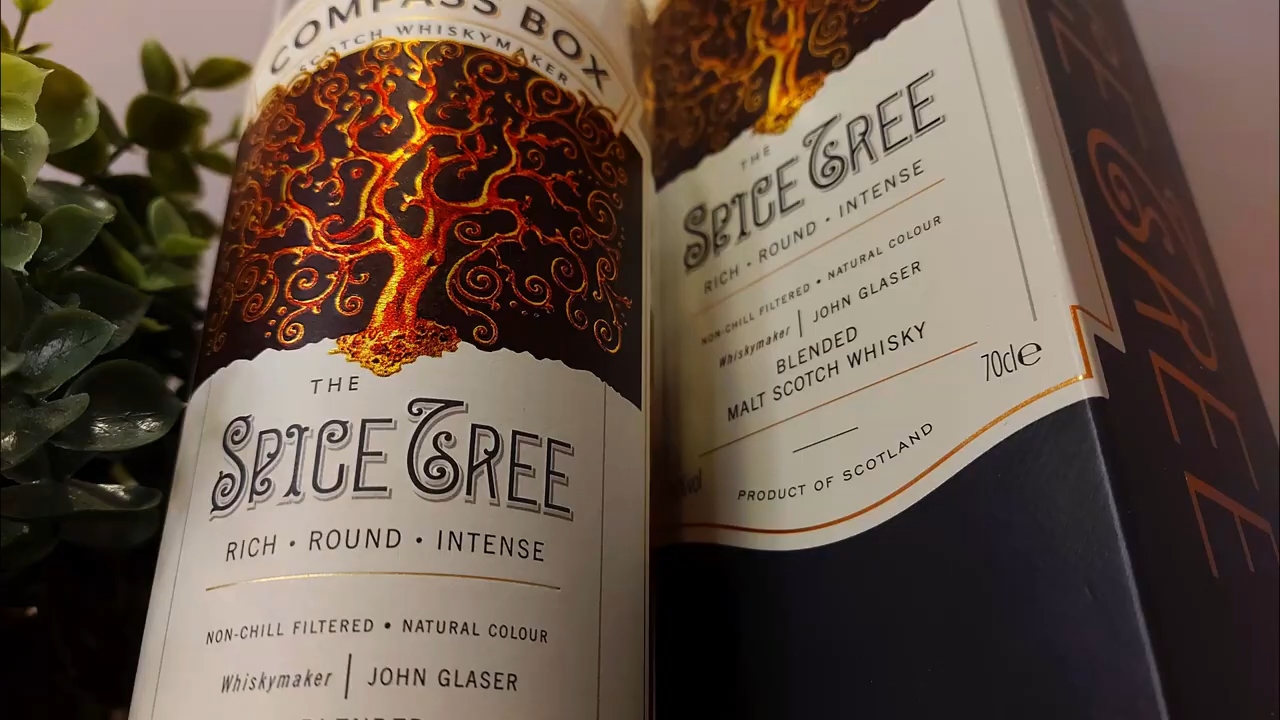 COMPASS BOX
SCOTCH WHISKYMAKER
THE
SPICE TREE
RICH • ROUND • INTENSE
NON-CHILL FILTERED • NATURAL COLOUR
Whiskymaker | JOHN GLASER
THE
SPICE TREE
RICH • ROUND • INTENSE
NON-CHILL FILTERED • NATURAL COLOUR
Whiskymaker | JOHN GLASER
BLENDED
MALT SCOTCH WHISKY
70cl e
PRODUCT OF SCOTLAND